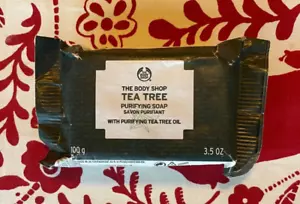 THE BODY SHOP
TEA TREE
PURIFYING SOAP
SAVON PURIFIANT
WITH PURIFYING TEA TREE OIL
100 g 3.5 OZ